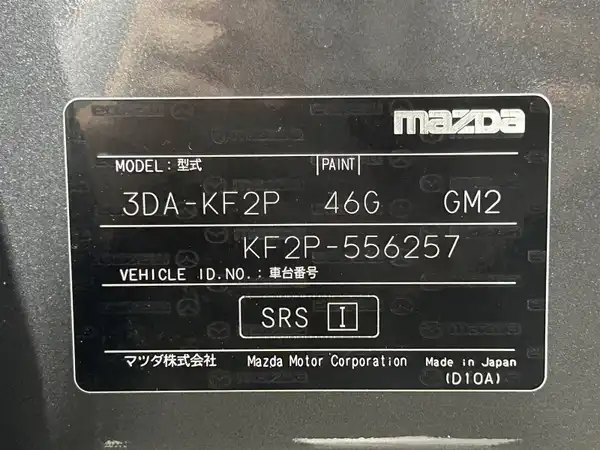 mazda
MODEL: 型式 PAINT
3DA-KF2P 46G GM2
KF2P-556257
VEHICLE ID.NO.: 車台番号
SRS I
マツダ株式会社 Mazda Motor Corporation Made in Japan
(D10A)